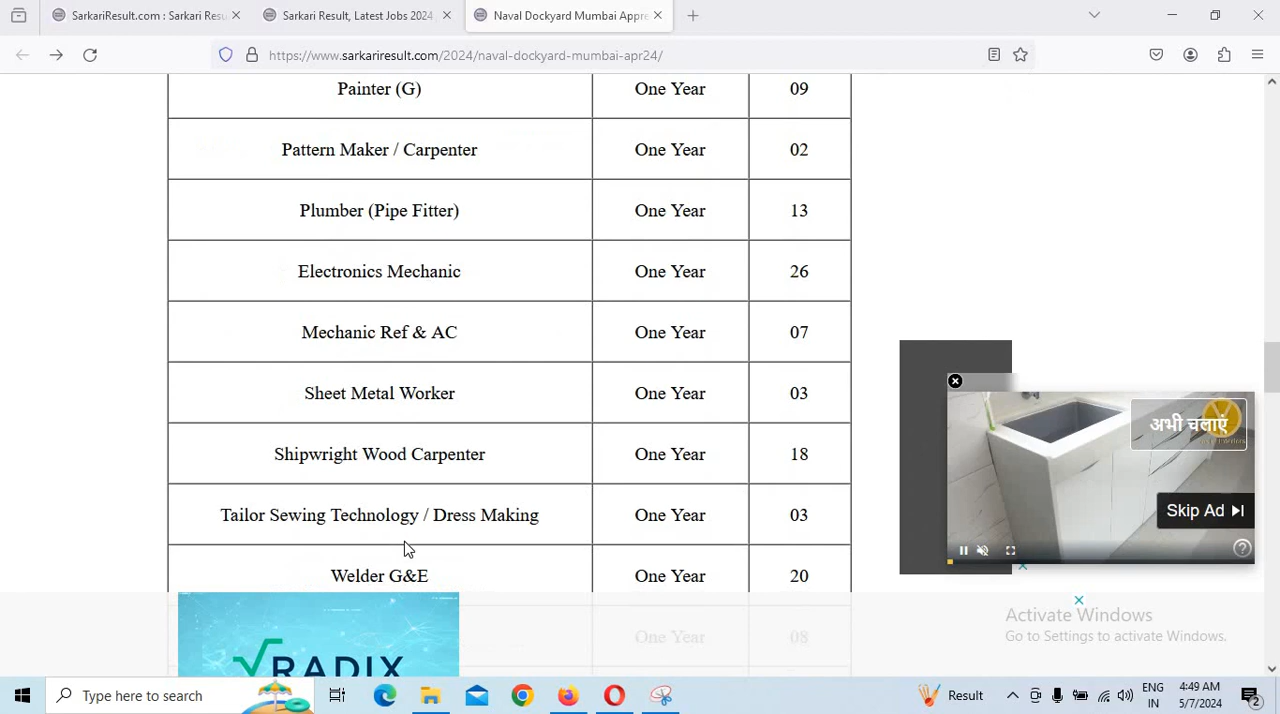 SarkariResult.com : Sarkari Resu
Sarkari Result, Latest Jobs 2024
Naval Dockyard Mumbai Appre
https://www.sarkariresult.com/2024/naval-dockyard-mumbai-apr24/
Painter (G) One Year 09
Pattern Maker / Carpenter One Year 02
Plumber (Pipe Fitter) One Year 13
Electronics Mechanic One Year 26
Mechanic Ref & AC One Year 07
Sheet Metal Worker One Year 03
अभी चलाएं
Shipwright Wood Carpenter One Year 18
Skip Ad
Tailor Sewing Technology / Dress Making One Year 03
Welder G&E One Year 20
One Year 08
RADIX
Activate Windows
Go to Settings to activate Windows.
Type here to search
Result
ENG
IN
4:49 AM
5/7/2024
2